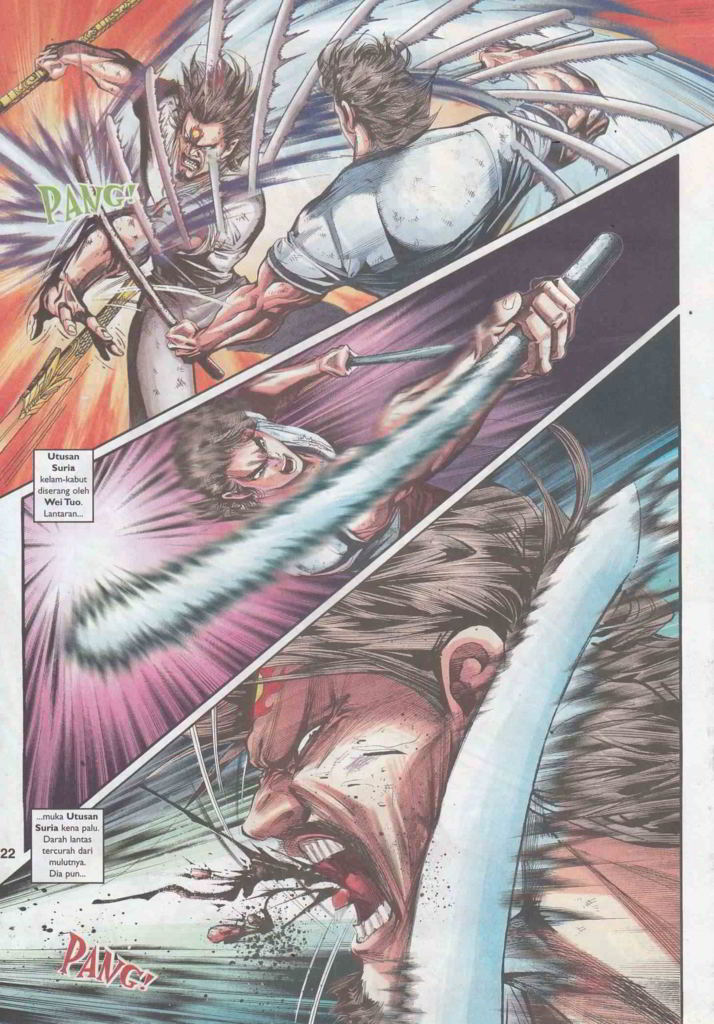 PANG!
Utusan
Suria
kelam-kabut
diserang oleh
Wei Tuo.
Lantaran...
...muka Utusan
Suria kena palu.
Darah lantas
tercurah dari
mulutnya.
Dia pun...
22
PANG!